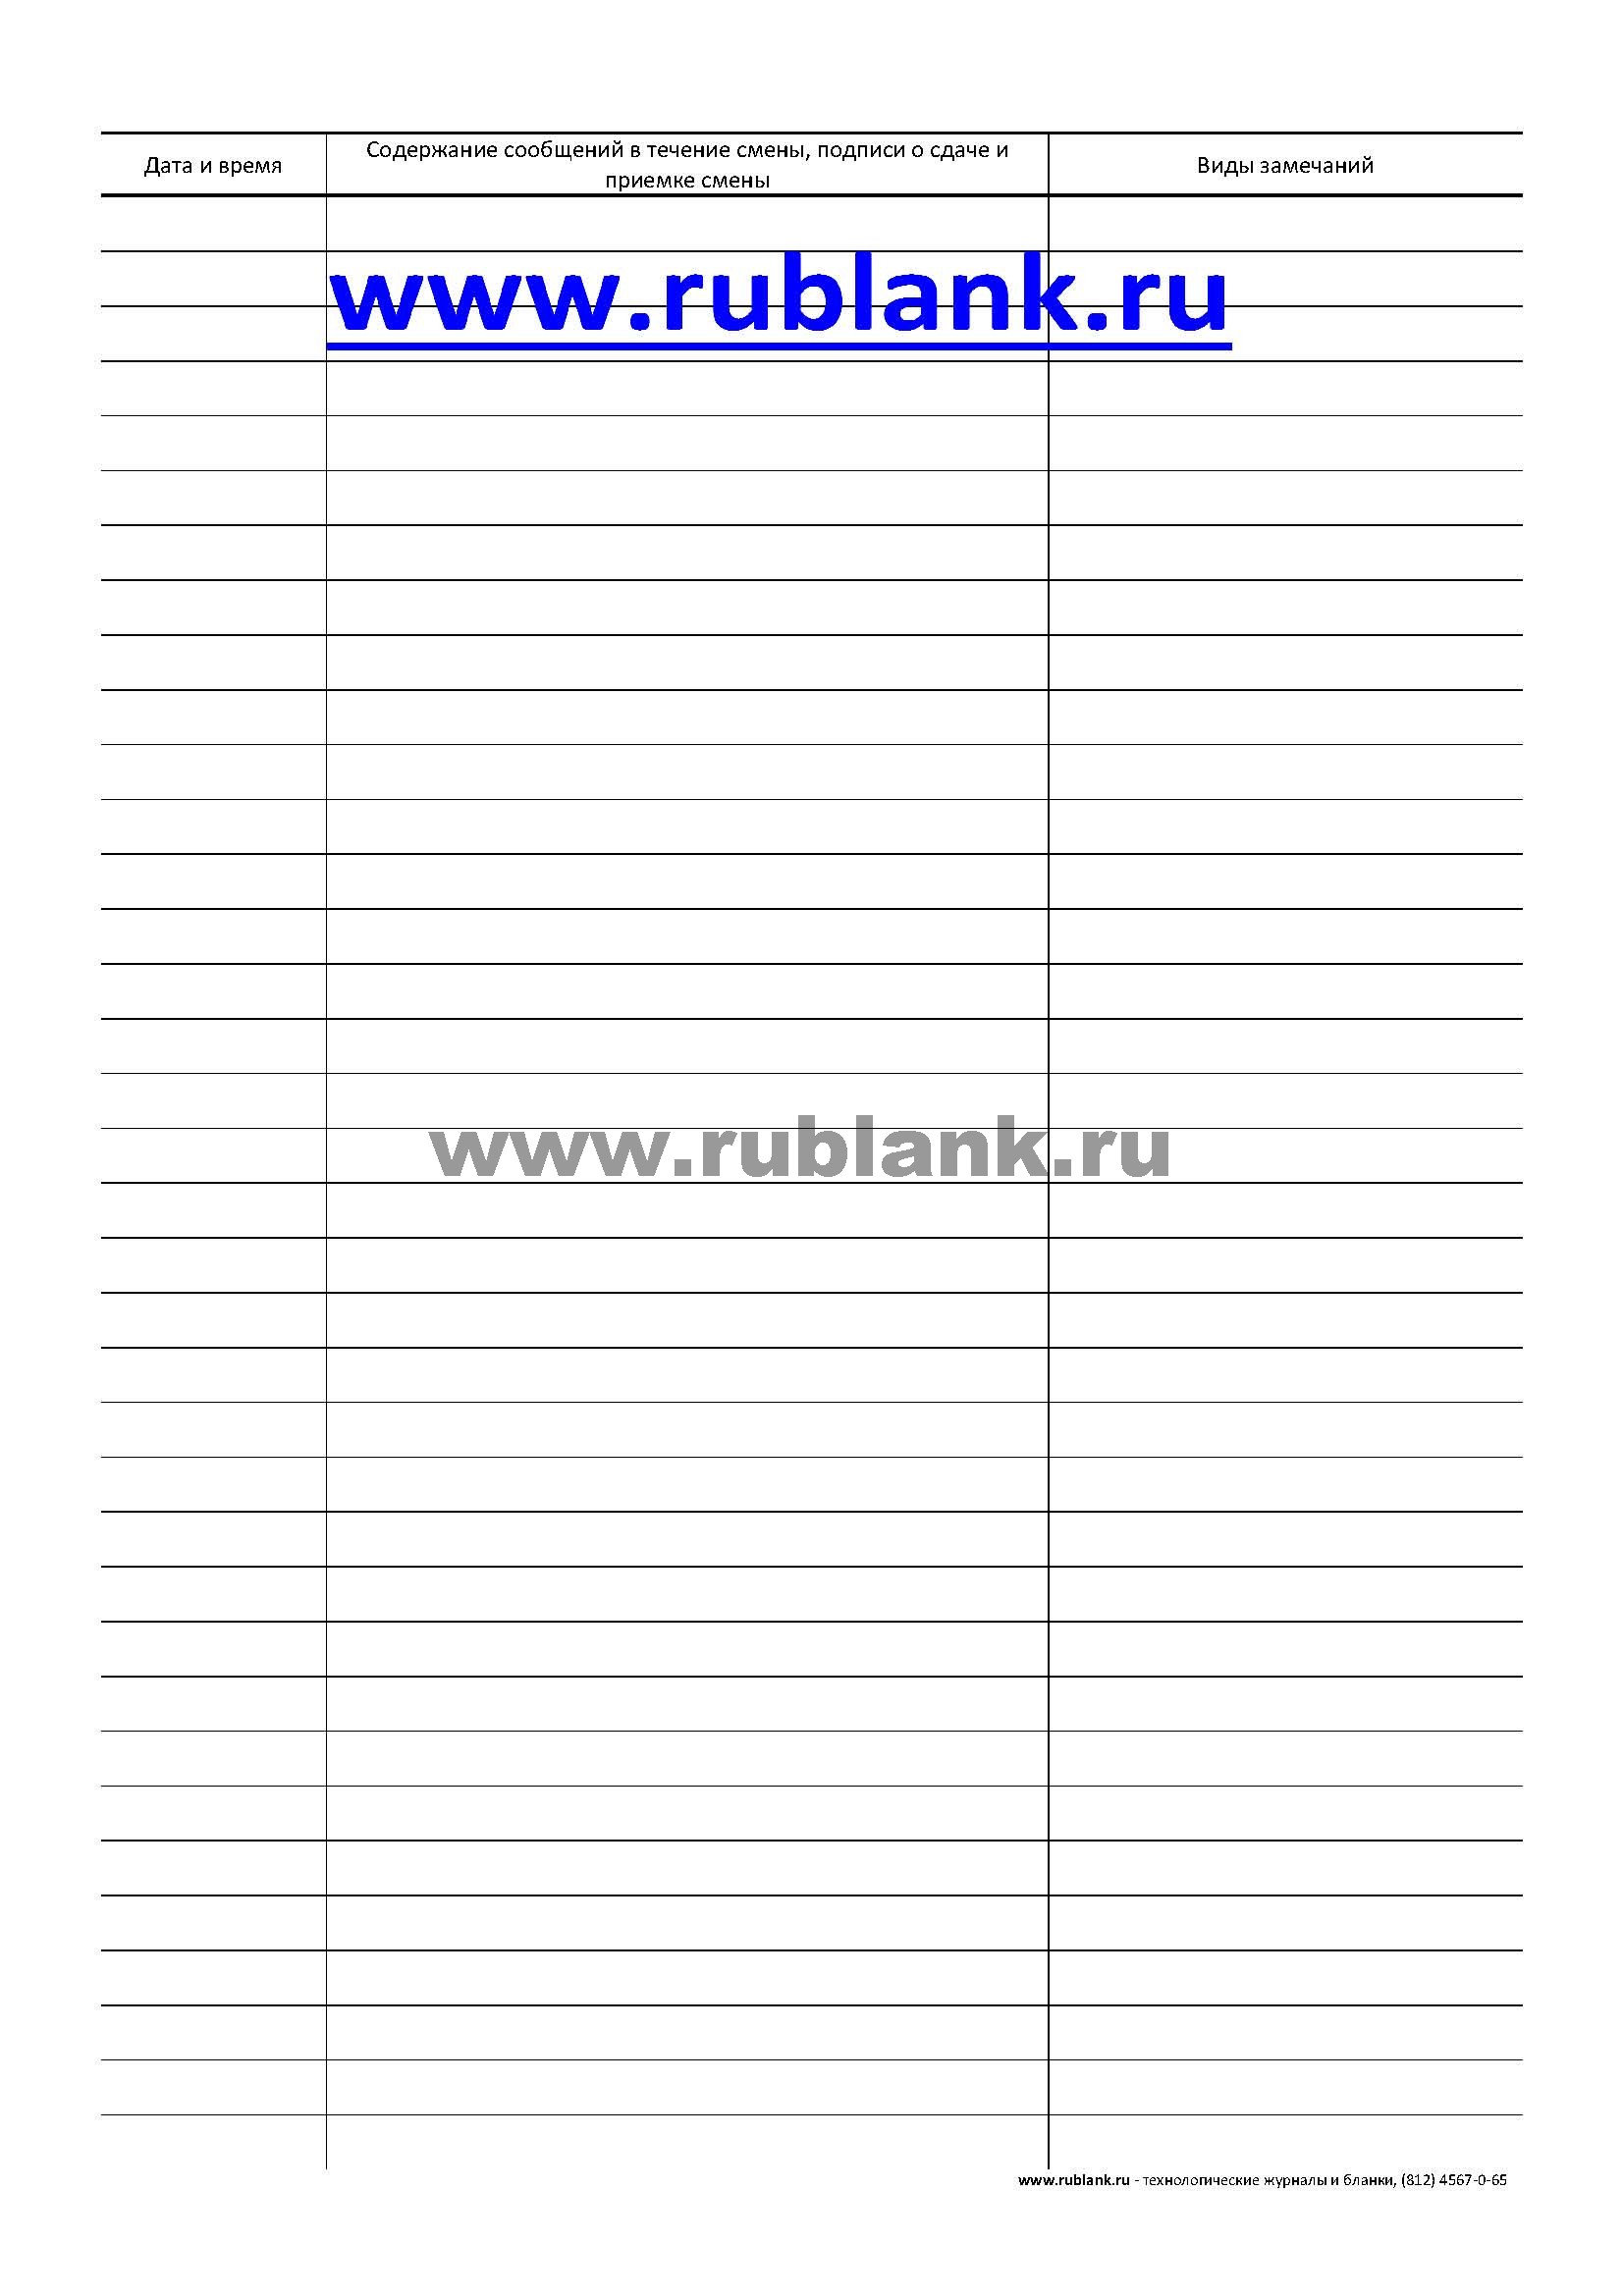 Дата и время
Содержание сообщений в течение смены, подписи о сдаче и
приемке смены
Виды замечаний
www.rublank.ru
www.rublank.ru
www.rublank.ru - технологические журналы и бланки, (812) 4567-0-65